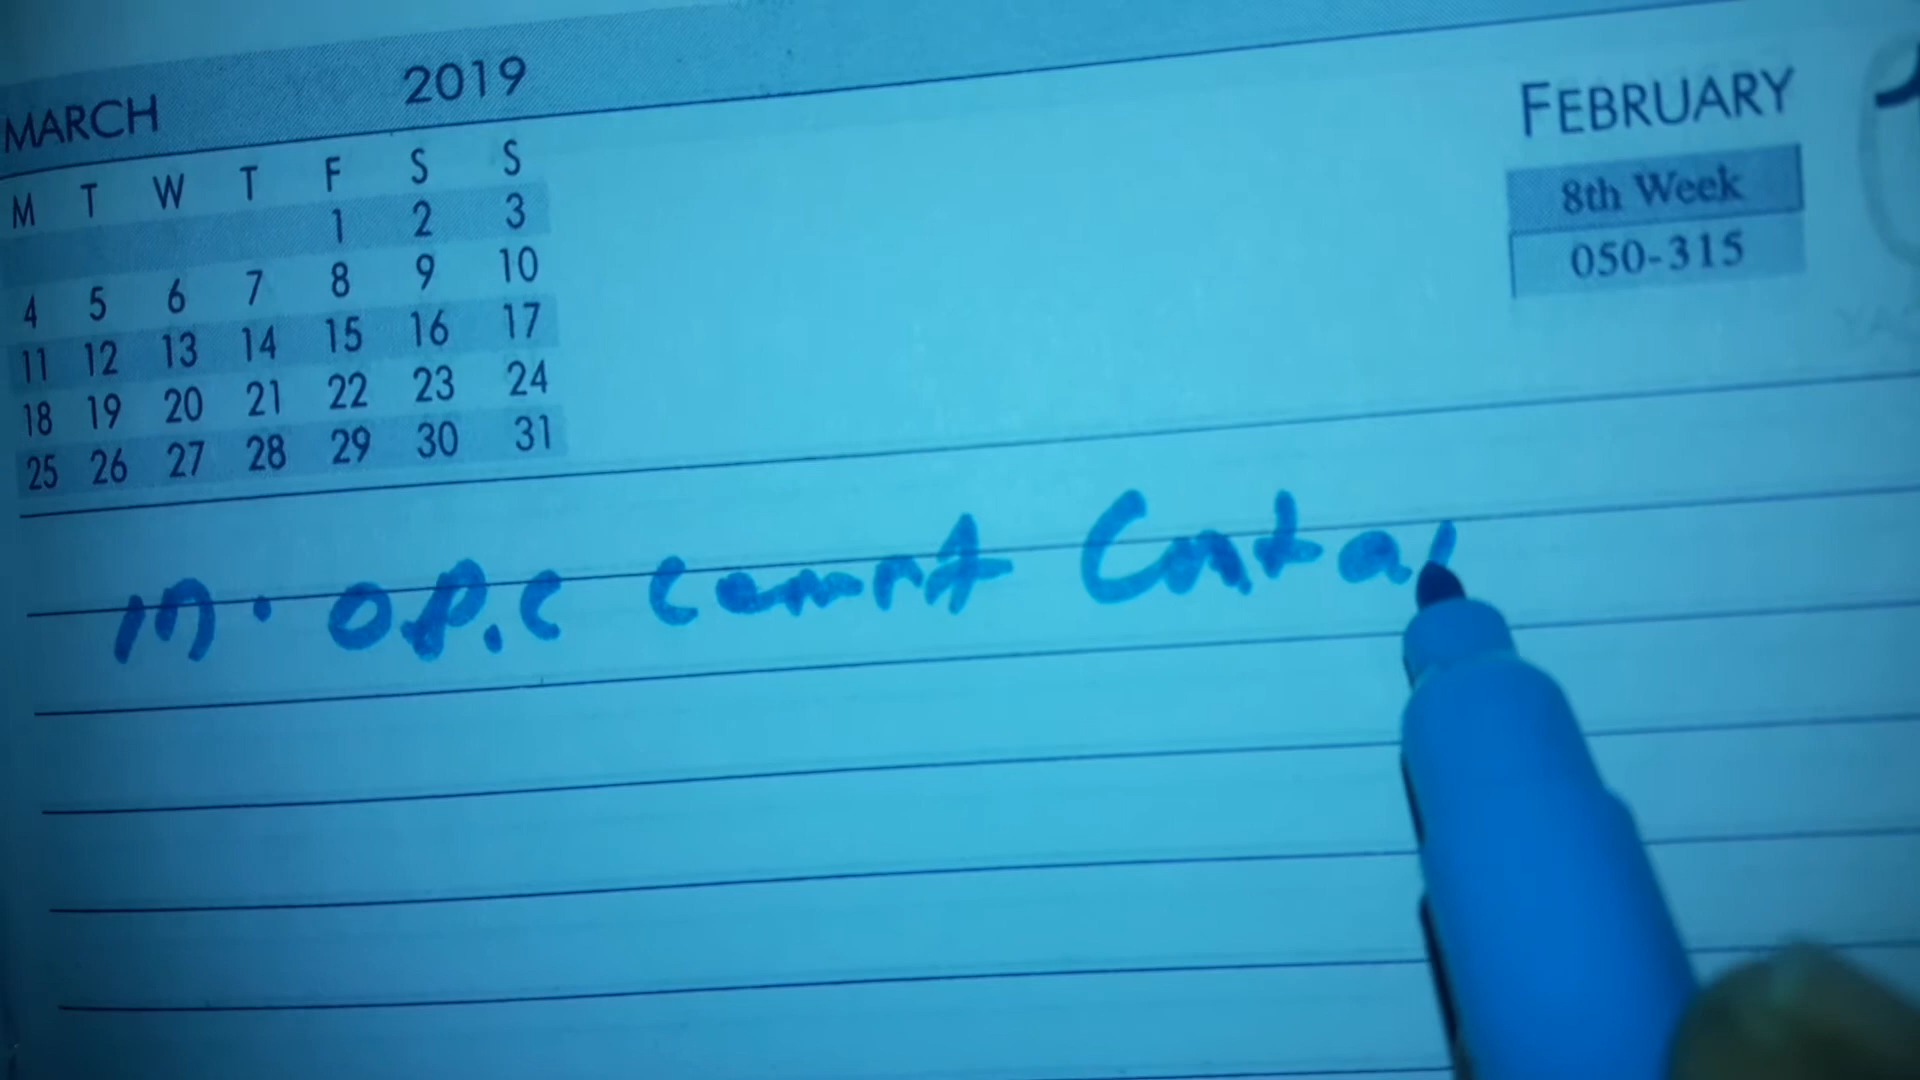 MARCH 2019
M T W T F S S
1 2 3
4 5 6 7 8 9 10
11 12 13 14 15 16 17
18 19 20 21 22 23 24
25 26 27 28 29 30 31
FEBRUARY
8th Week
050-315
in. O.P.C cement